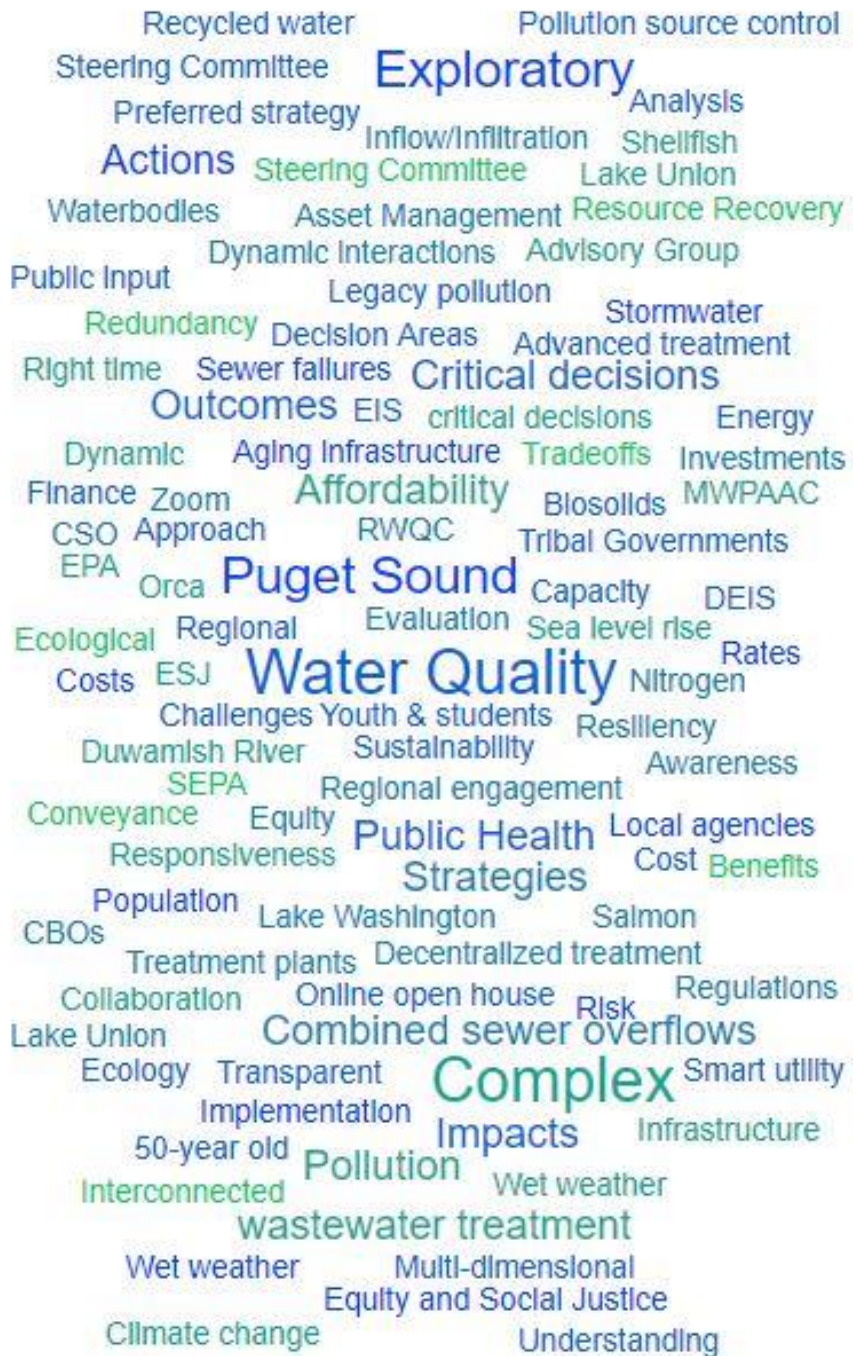 Recycled water Pollution source control
Steering Committee Exploratory
Preferred strategy Analysis
Inflow/Infiltration Shellfish
Actions Steering Committee Lake Union
Waterbodies Asset Management Resource Recovery
Dynamic Interactions Advisory Group
Public Input Legacy pollution
Stormwater
Redundancy Decision Areas Advanced treatment
Right time Sewer failures Critical decisions
Outcomes EIS critical decisions Energy
Dynamic Aging Infrastructure Tradeoffs Investments
Finance Zoom Affordability Biosolids MWPAAC
CSO Approach RWQC Tribal Governments
EPA Orca Puget Sound Capacity DEIS
Ecological Regional Evaluation Sea level rise
Costs ESJ Water Quality Nitrogen Rates
Challenges Youth & students Resiliency
Duwamish River Sustainability Awareness
SEPA Regional engagement
Conveyance Equity Public Health Local agencies
Responsiveness Strategies Cost Benefits
Population Lake Washington Salmon
CBOs Treatment plants Decentralized treatment
Collaboration Online open house Risk Regulations
Lake Union Combined sewer overflows
Ecology Transparent Complex Smart utility
Implementation Impacts Infrastructure
50-year old Pollution Wet weather
Interconnected
wastewater treatment
Wet weather Multi-dimensional
Equity and Social Justice
Climate change Understanding